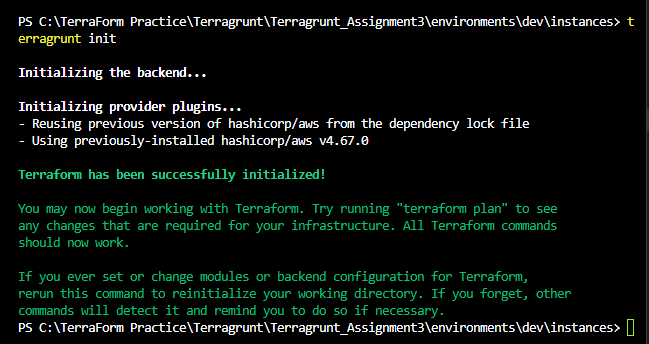 PS C:\TerraForm Practice\Terragrunt\Terragrunt_Assignment3\environments\dev\instances> t
erragrunt init
Initializing the backend...
Initializing provider plugins...
- Reusing previous version of hashicorp/aws from the dependency lock file
- Using previously-installed hashicorp/aws v4.67.0
Terraform has been successfully initialized!
You may now begin working with Terraform. Try running "terraform plan" to see
any changes that are required for your infrastructure. All Terraform commands
should now work.
If you ever set or change modules or backend configuration for Terraform,
rerun this command to reinitialize your working directory. If you forget, other
commands will detect it and remind you to do so if necessary.
PS C:\TerraForm Practice\Terragrunt\Terragrunt_Assignment3\environments\dev\instances>